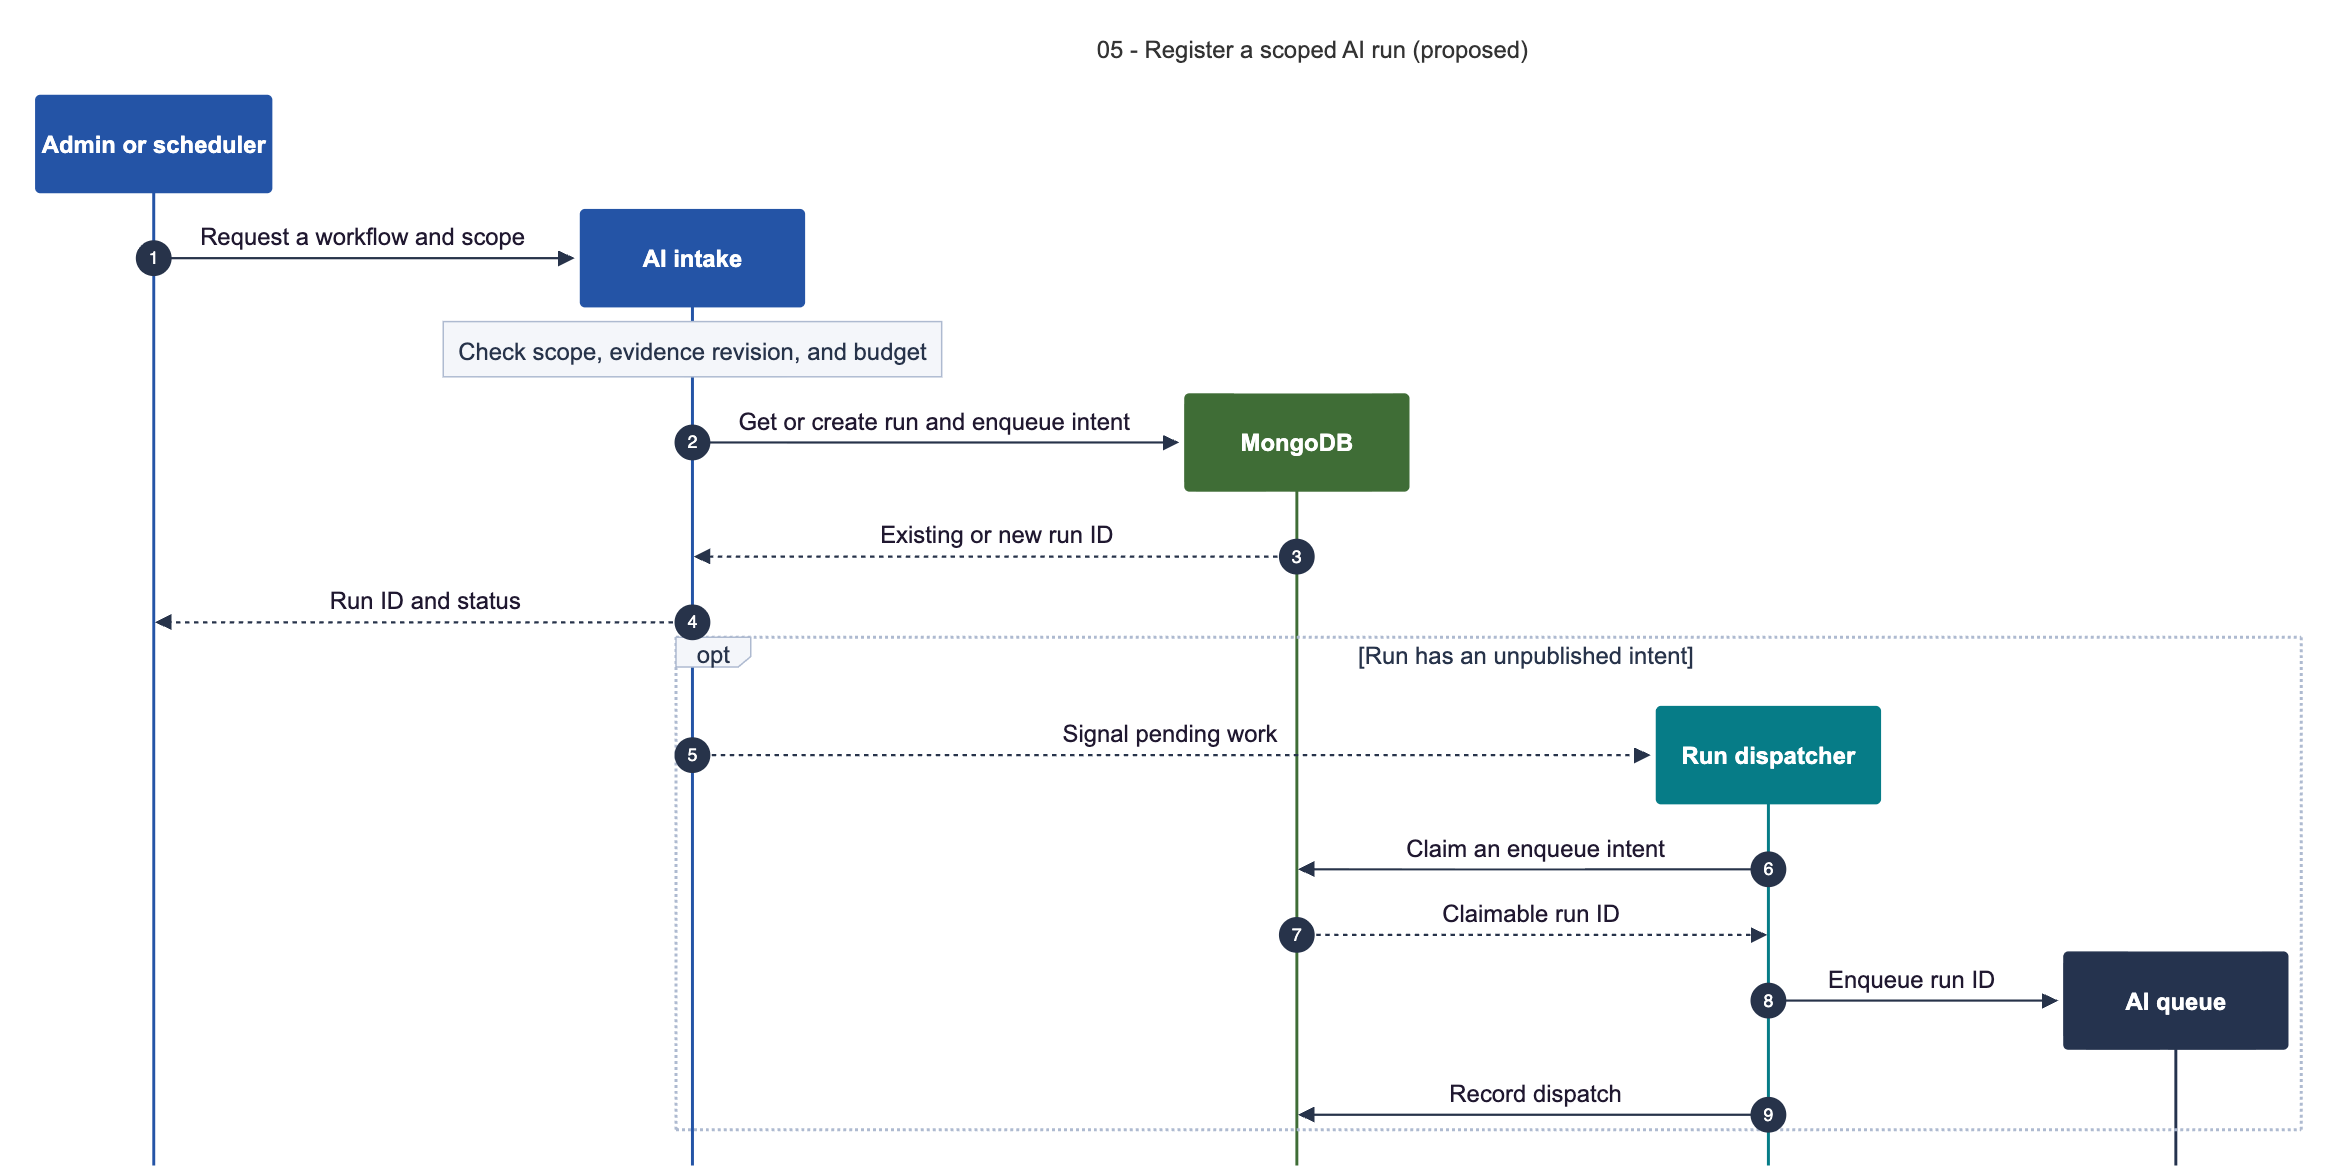 05 - Register a scoped AI run (proposed)
Admin or scheduler
Request a workflow and scope
1
AI intake
Check scope, evidence revision, and budget
Get or create run and enqueue intent
2
MongoDB
Existing or new run ID
3
Run ID and status
4
opt
[Run has an unpublished intent]
Signal pending work
5
Run dispatcher
Claim an enqueue intent
6
Claimable run ID
7
Enqueue run ID
8
AI queue
Record dispatch
9